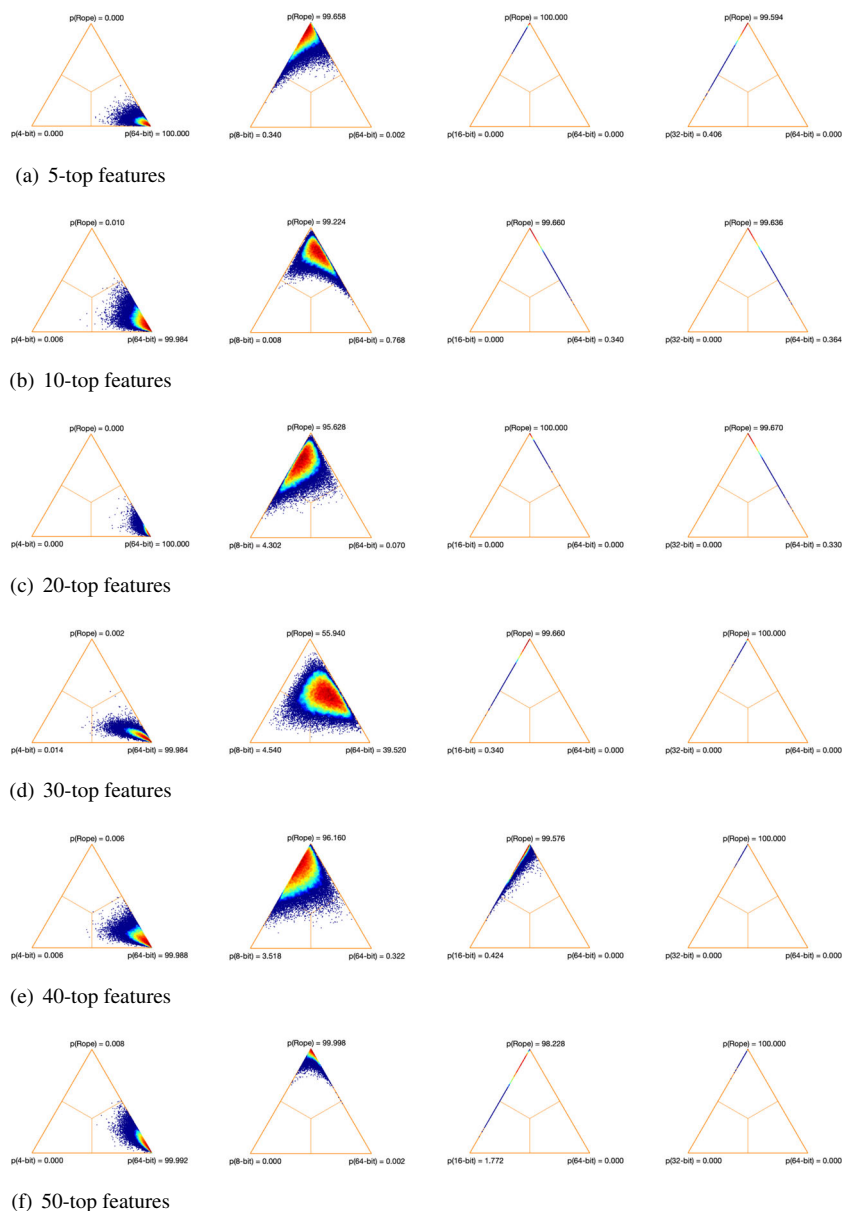 p(Rope) = 0.000 p(Rope) = 99.658 p(Rope) = 100.000 p(Rope) = 99.594
p(4-bit) = 0.000 p(64-bit) = 100.000 p(8-bit) = 0.340 p(64-bit) = 0.002 p(16-bit) = 0.000 p(64-bit) = 0.000 p(32-bit) = 0.406 p(64-bit) = 0.000
(a) 5-top features
p(Rope) = 0.010 p(Rope) = 99.224 p(Rope) = 99.660 p(Rope) = 99.636
p(4-bit) = 0.006 p(64-bit) = 99.984 p(8-bit) = 0.008 p(64-bit) = 0.768 p(16-bit) = 0.000 p(64-bit) = 0.340 p(32-bit) = 0.000 p(64-bit) = 0.364
(b) 10-top features
p(Rope) = 0.000 p(Rope) = 95.628 p(Rope) = 100.000 p(Rope) = 99.670
p(4-bit) = 0.000 p(64-bit) = 100.000 p(8-bit) = 4.302 p(64-bit) = 0.070 p(16-bit) = 0.000 p(64-bit) = 0.000 p(32-bit) = 0.000 p(64-bit) = 0.330
(c) 20-top features
p(Rope) = 0.002 p(Rope) = 55.940 p(Rope) = 99.660 p(Rope) = 100.000
p(4-bit) = 0.014 p(64-bit) = 99.984 p(8-bit) = 4.540 p(64-bit) = 39.520 p(16-bit) = 0.340 p(64-bit) = 0.000 p(32-bit) = 0.000 p(64-bit) = 0.000
(d) 30-top features
p(Rope) = 0.006 p(Rope) = 96.160 p(Rope) = 99.576 p(Rope) = 100.000
p(4-bit) = 0.006 p(64-bit) = 99.988 p(8-bit) = 3.518 p(64-bit) = 0.322 p(16-bit) = 0.424 p(64-bit) = 0.000 p(32-bit) = 0.000 p(64-bit) = 0.000
(e) 40-top features
p(Rope) = 0.008 p(Rope) = 99.998 p(Rope) = 98.228 p(Rope) = 100.000
p(4-bit) = 0.000 p(64-bit) = 99.992 p(8-bit) = 0.000 p(64-bit) = 0.002 p(16-bit) = 1.772 p(64-bit) = 0.000 p(32-bit) = 0.000 p(64-bit) = 0.000
(f) 50-top features